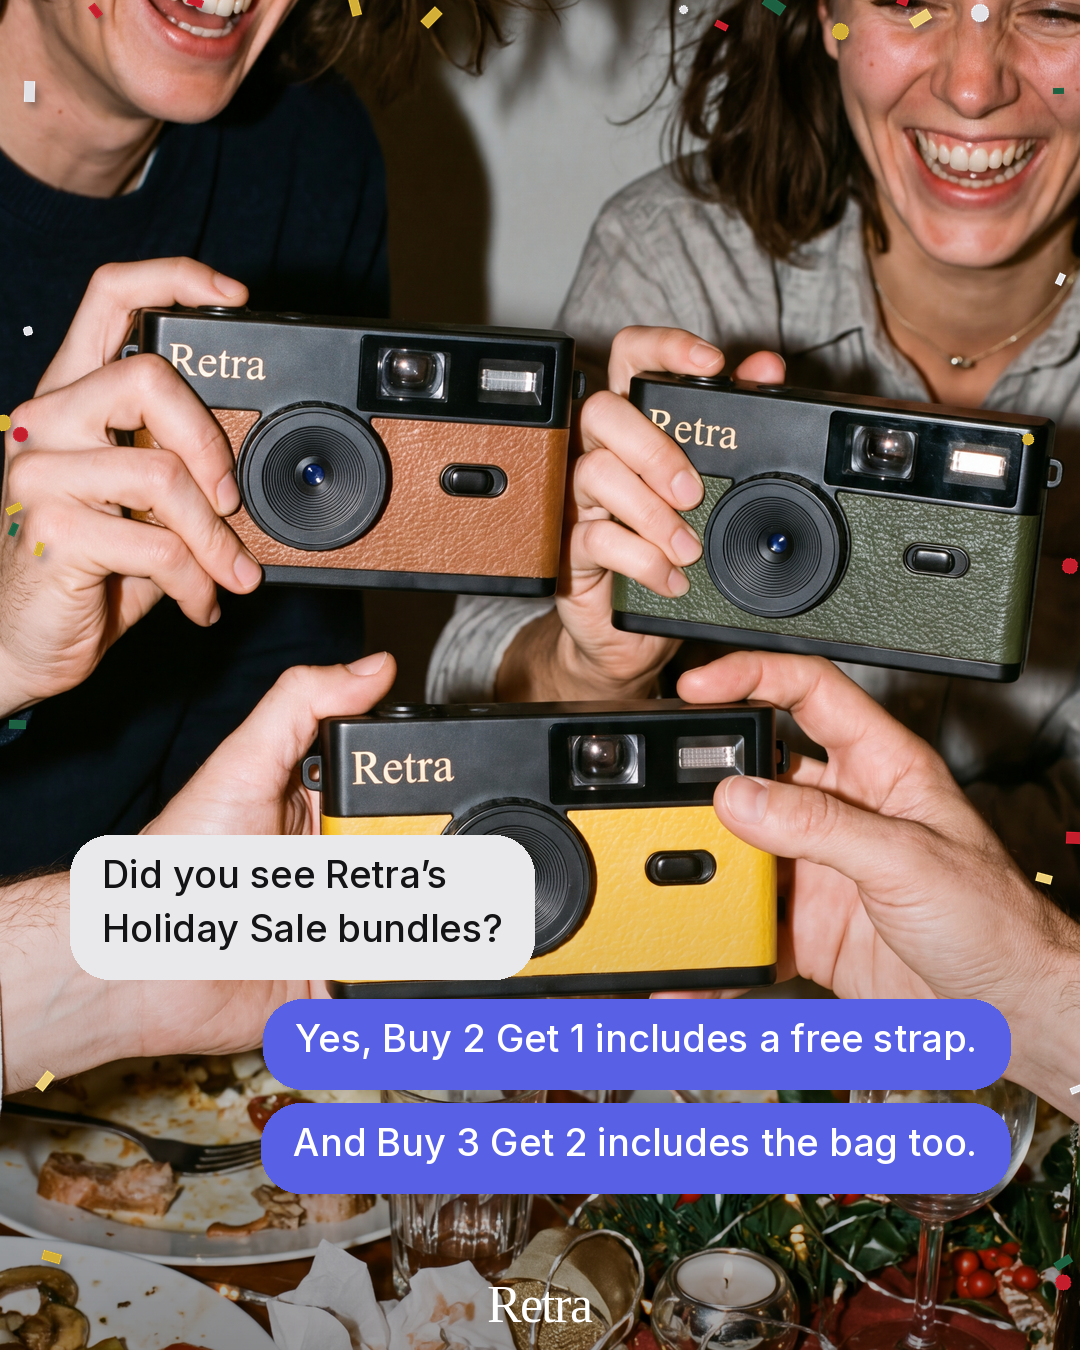 Retra
Retra
Retra
Did you see Retra’s
Holiday Sale bundles?
Yes, Buy 2 Get 1 includes a free strap.
And Buy 3 Get 2 includes the bag too.
Retra